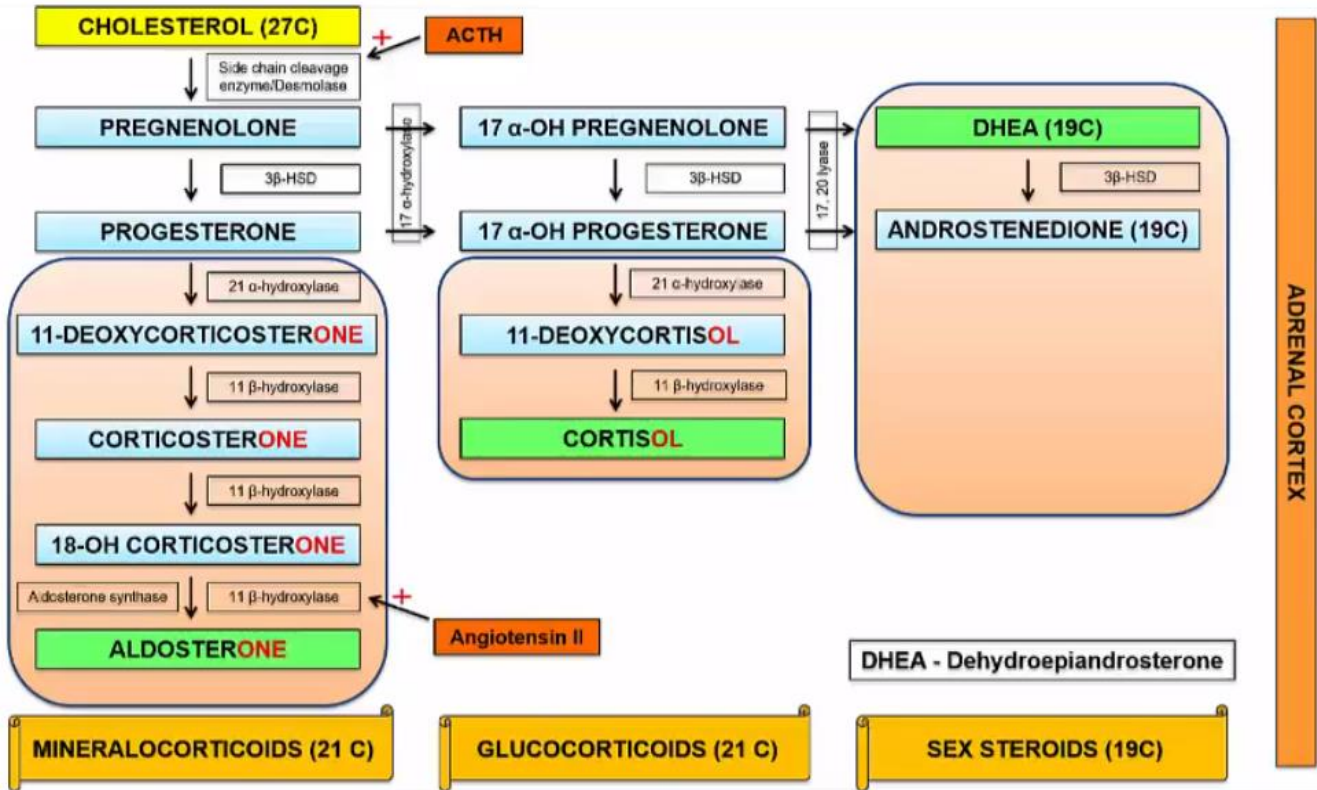 CHOLESTEROL (27C)
+
ACTH
Side chain cleavage
enzyme/Desmolase
PREGNENOLONE
17 α-hydroxylase
17 α-OH PREGNENOLONE
17, 20 lyase
DHEA (19C)
3β-HSD
3β-HSD
3β-HSD
PROGESTERONE
17 α-OH PROGESTERONE
ANDROSTENEDIONE (19C)
21 α-hydroxylase
21 α-hydroxylase
11-DEOXYCORTICOSTERONE
11-DEOXYCORTISOL
11 β-hydroxylase
11 β-hydroxylase
CORTICOSTERONE
CORTISOL
11 β-hydroxylase
18-OH CORTICOSTERONE
Aldosterone synthase
11 β-hydroxylase
+
Angiotensin II
ALDOSTERONE
DHEA - Dehydroepiandrosterone
MINERALOCORTICOIDS (21 C)
GLUCOCORTICOIDS (21 C)
SEX STEROIDS (19C)
ADRENAL CORTEX